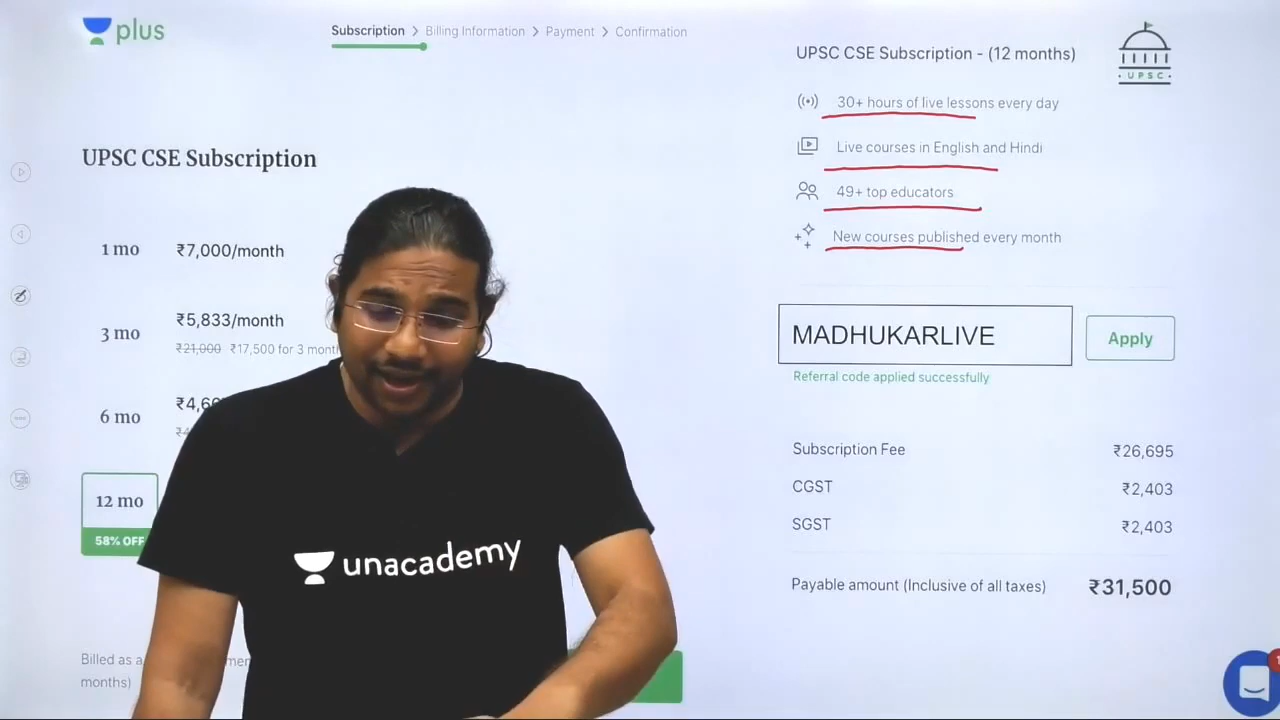 plus
Subscription > Billing Information > Payment > Confirmation
UPSC CSE Subscription
1 mo ₹7,000/month
3 mo ₹5,833/month
₹21,000 ₹17,500 for 3 mont
6 mo ₹4,66
12 mo
58% OFF
Billed as a
months)
unacademy
UPSC CSE Subscription - (12 months)
UPSC
30+ hours of live lessons every day
Live courses in English and Hindi
49+ top educators
New courses published every month
MADHUKARLIVE
Apply
Referral code applied successfully
Subscription Fee ₹26,695
CGST ₹2,403
SGST ₹2,403
Payable amount (Inclusive of all taxes) ₹31,500